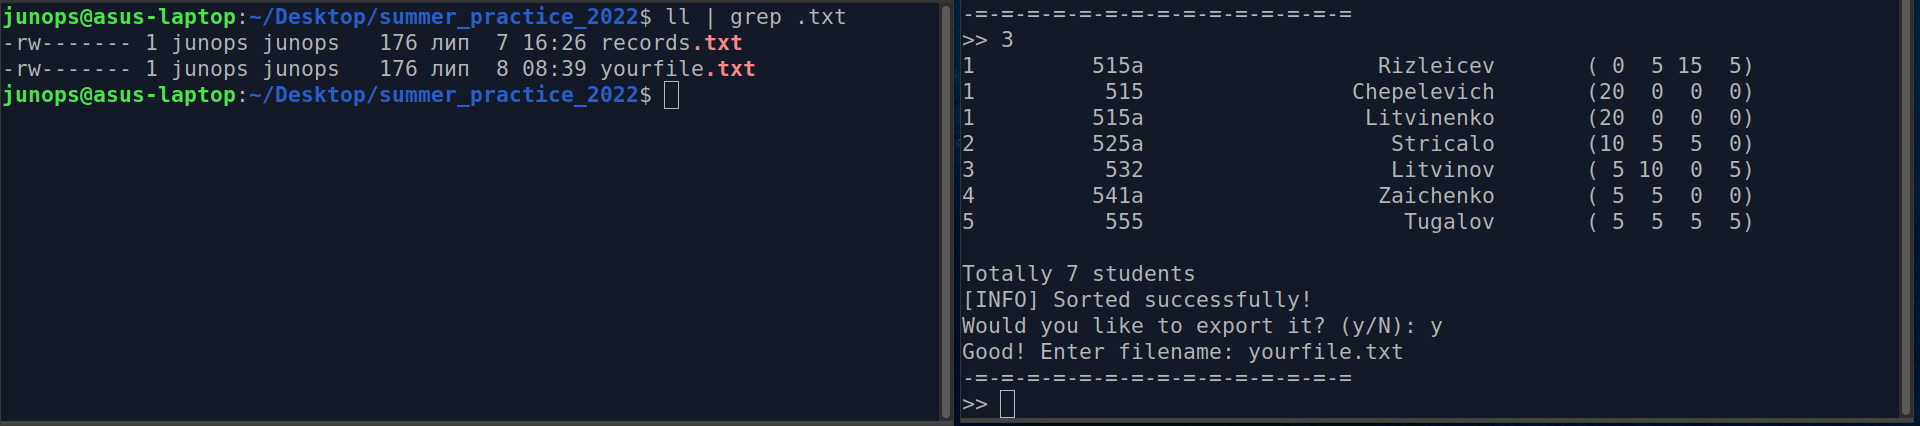 junops@asus-laptop:~/Desktop/summer_practice_2022$ ll | grep .txt
-rw------- 1 junops junops   176 лип  7 16:26 records.txt
-rw------- 1 junops junops   176 лип  8 08:39 yourfile.txt
junops@asus-laptop:~/Desktop/summer_practice_2022$
-=-=-=-=-=-=-=-=-=-=-=-=-=-=-=
>> 3
1         515a                  Rizleicev       ( 0  5 15  5)
1          515                Chepelevich       (20  0  0  0)
1         515a                 Litvinenko       (20  0  0  0)
2         525a                   Stricalo       (10  5  5  0)
3          532                   Litvinov       ( 5 10  0  5)
4         541a                  Zaichenko       ( 5  5  0  0)
5          555                    Tugalov       ( 5  5  5  5)
Totally 7 students
[INFO] Sorted successfully!
Would you like to export it? (y/N): y
Good! Enter filename: yourfile.txt
-=-=-=-=-=-=-=-=-=-=-=-=-=-=-=
>>